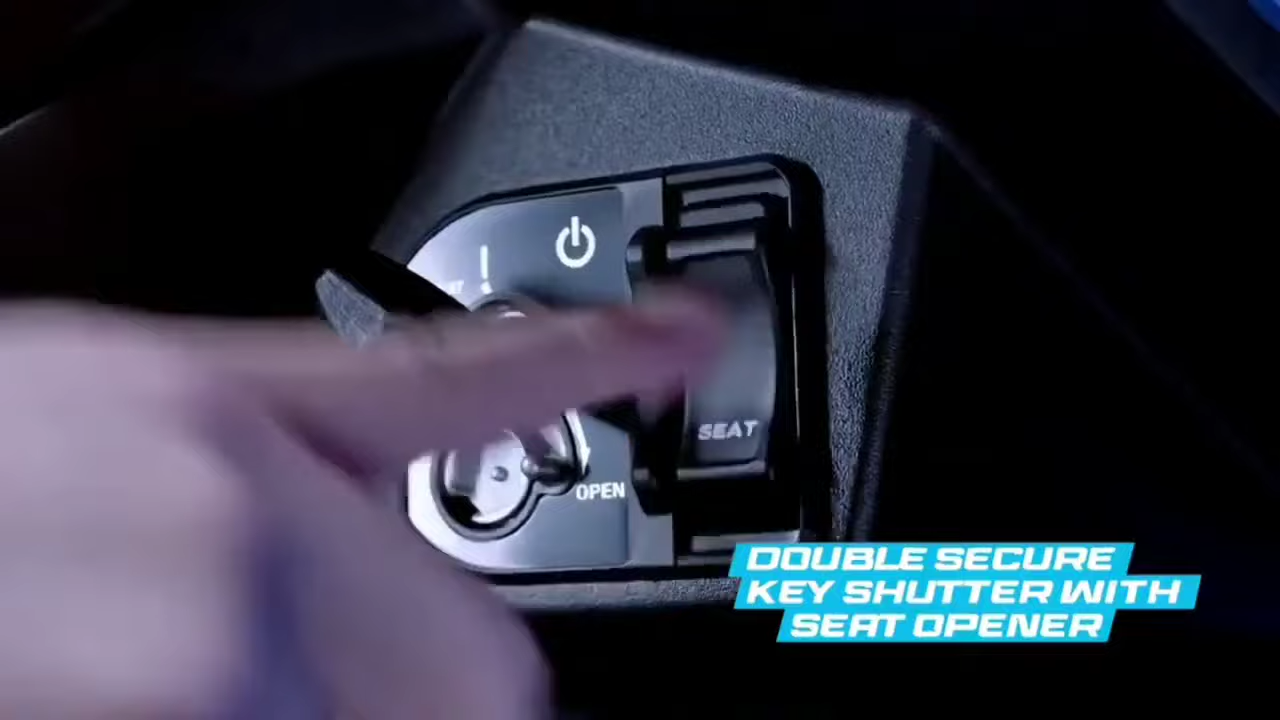 SEAT
OPEN
DOUBLE SECURE
KEY SHUTTER WITH
SEAT OPENER